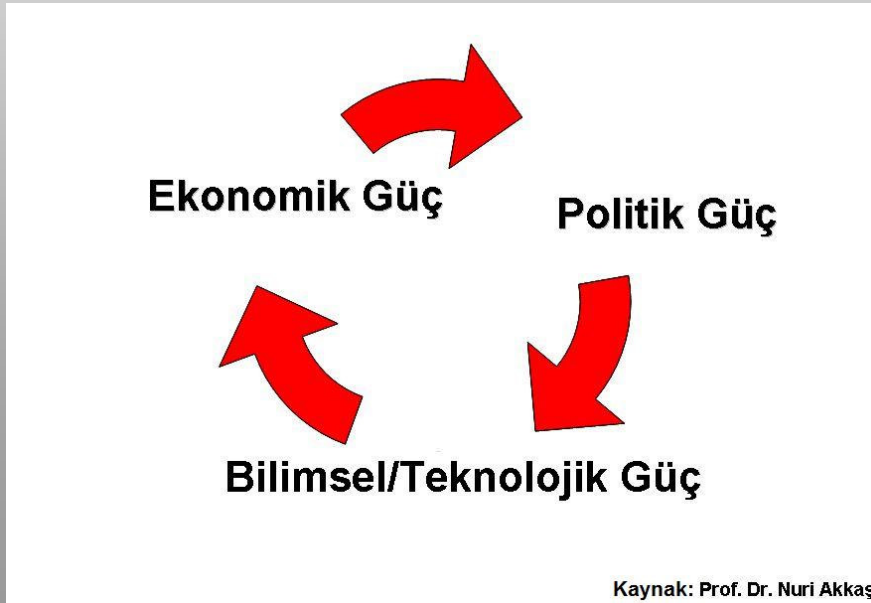 Ekonomik Güç
Politik Güç
Bilimsel/Teknolojik Güç
Kaynak: Prof. Dr. Nuri Akkaş